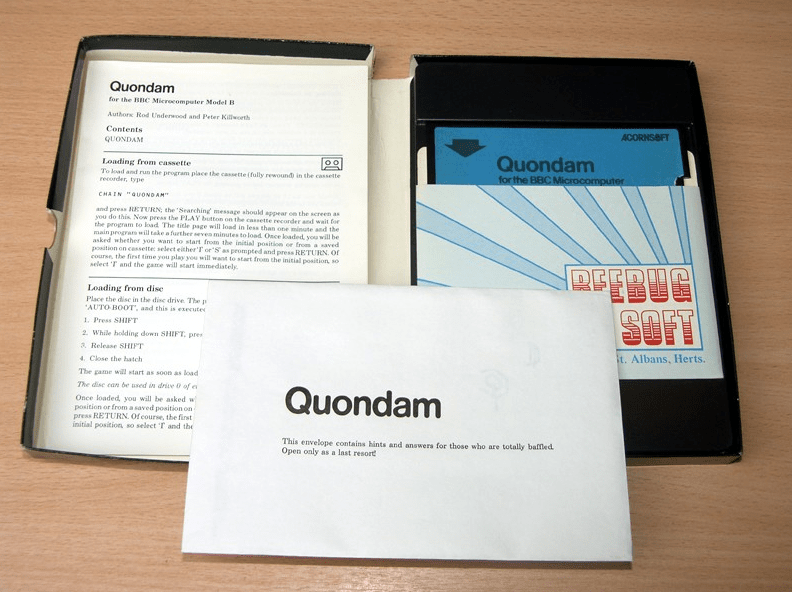 Quondam
for the BBC Microcomputer Model B
Authors: Rod Underwood and Peter Killworth
Contents
QUONDAM
Loading from cassette
To load and run the program place the cassette (fully rewound) in the cassette
recorder, type
CHAIN "QUONDAM"
and press RETURN; the 'Searching' message should appear on the screen as
you do this. Now press the PLAY button on the cassette recorder and wait for
the program to load. The title page will load in less than one minute and the
main program will take a further seven minutes to load. Once loaded, you will be
asked whether you want to start from the initial position or from a saved
position on cassette: select either 'I' or 'S' as prompted and press RETURN. Of
course, the first time you play you will want to start from the initial position, so
select 'I' and the game will start immediately.
Loading from disc
Place the disc in the disc drive. The
'AUTO-BOOT', and this is executed
1. Press SHIFT
2. While holding down SHIFT,
3. Release SHIFT
4. Close the hatch
The game will start as soon as
The disc can be used in drive 0 of
Once loaded, you will be asked
position or from a saved position on
press RETURN. Of course, the first
initial position, so select 'I' and the
ACORNSOFT
Quondam
for the BBC Microcomputer
BEEBUG
SOFT
St. Albans, Herts.
Quondam
This envelope contains hints and answers for those who are totally baffled.
Open only as a last resort!